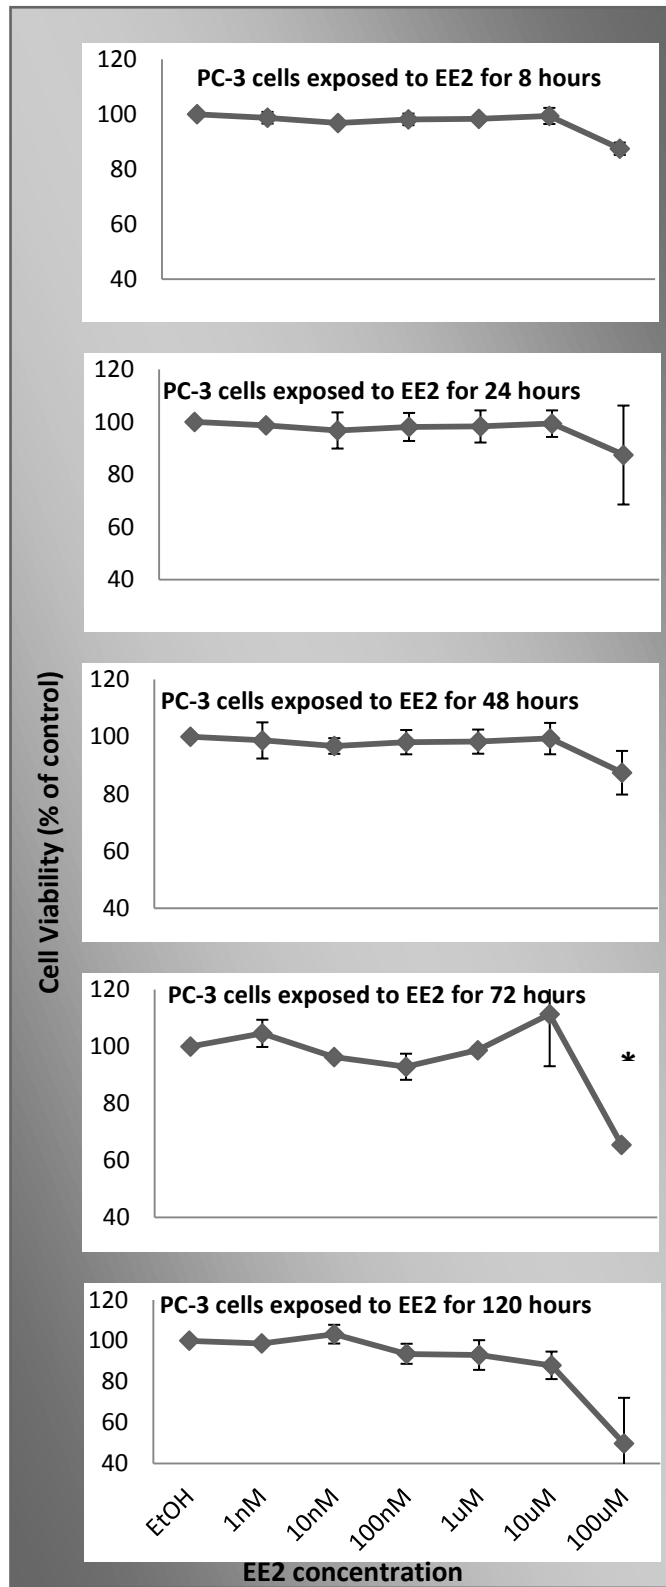 PC-3 cells exposed to EE2 for 8 hours
120
100
80
60
40
PC-3 cells exposed to EE2 for 24 hours
120
100
80
60
40
Cell Viability (% of control)
PC-3 cells exposed to EE2 for 48 hours
120
100
80
60
40
PC-3 cells exposed to EE2 for 72 hours
120
100
80
60
40
*
PC-3 cells exposed to EE2 for 120 hours
120
100
80
60
40
EtOH
1nM
10nM
100nM
1uM
10uM
100uM
EE2 concentration